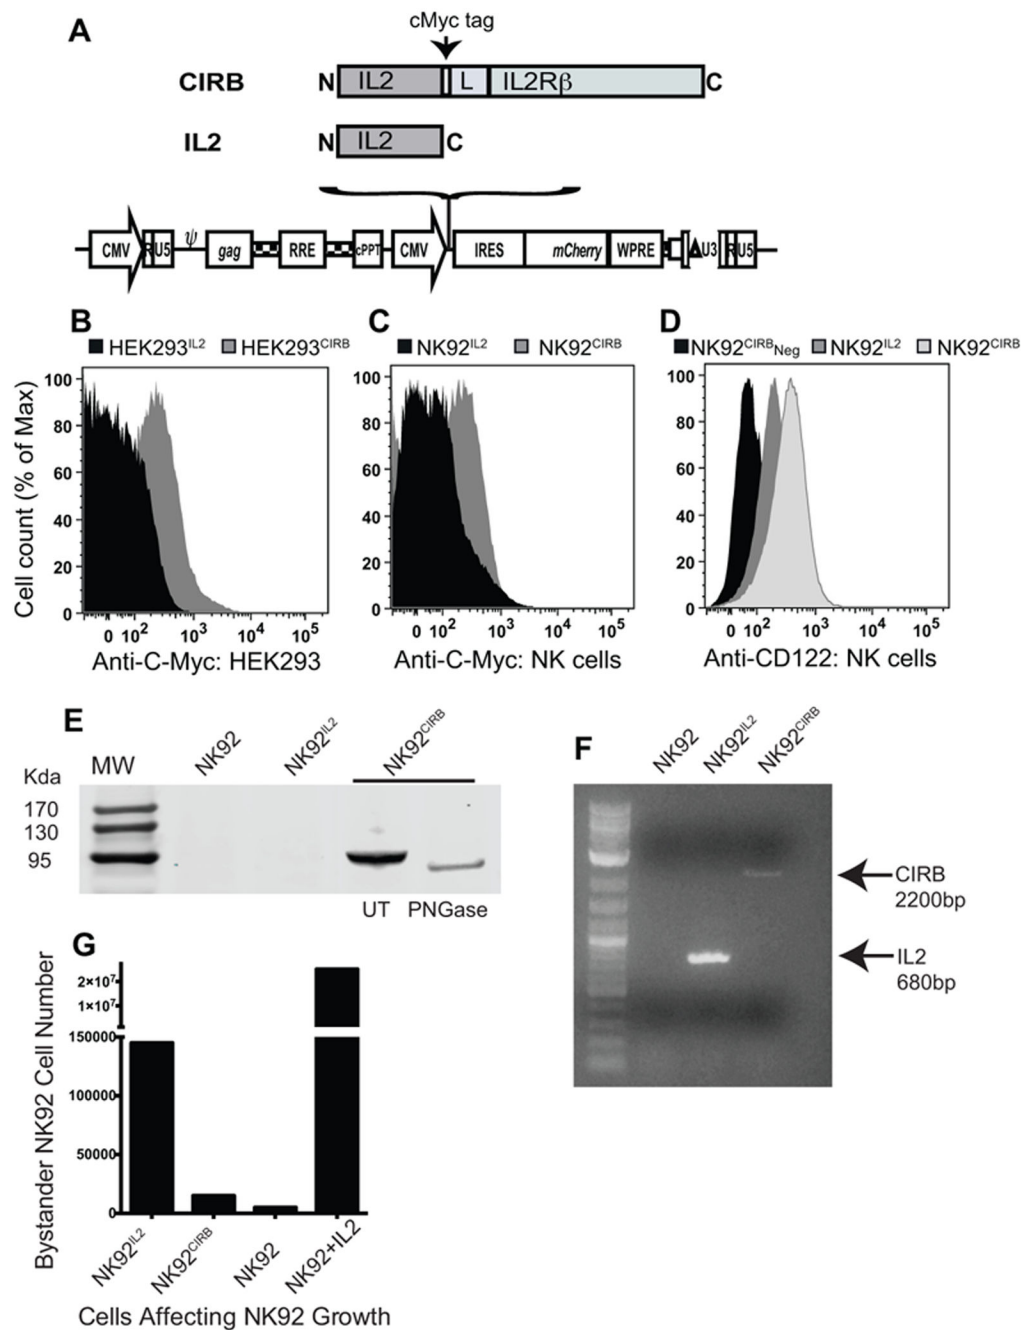 A
cMyc tag
CIRB
N IL2 L IL2Rβ C
IL2
N IL2 C
CMV R U5 ψ gag RRE cPPT CMV IRES mCherry WPRE ΔU3 R U5
B
HEK293IL2 HEK293CIRB
C
NK92IL2 NK92CIRB
D
NK92CIRBNeg NK92IL2 NK92CIRB
Cell count (% of Max)
100
80
60
40
20
0
0 10² 10³ 10⁴ 10⁵
Anti-C-Myc: HEK293
100
80
60
40
20
0
0 10² 10³ 10⁴ 10⁵
Anti-C-Myc: NK cells
100
80
60
40
20
0
0 10² 10³ 10⁴ 10⁵
Anti-CD122: NK cells
E
Kda
MW
NK92
NK92IL2
NK92CIRB
170
130
95
UT PNGase
F
NK92
NK92IL2
NK92CIRB
CIRB
2200bp
IL2
680bp
G
Bystander NK92 Cell Number
2×10⁷
1×10⁷
150000
100000
50000
0
NK92IL2
NK92CIRB
NK92
NK92+IL2
Cells Affecting NK92 Growth